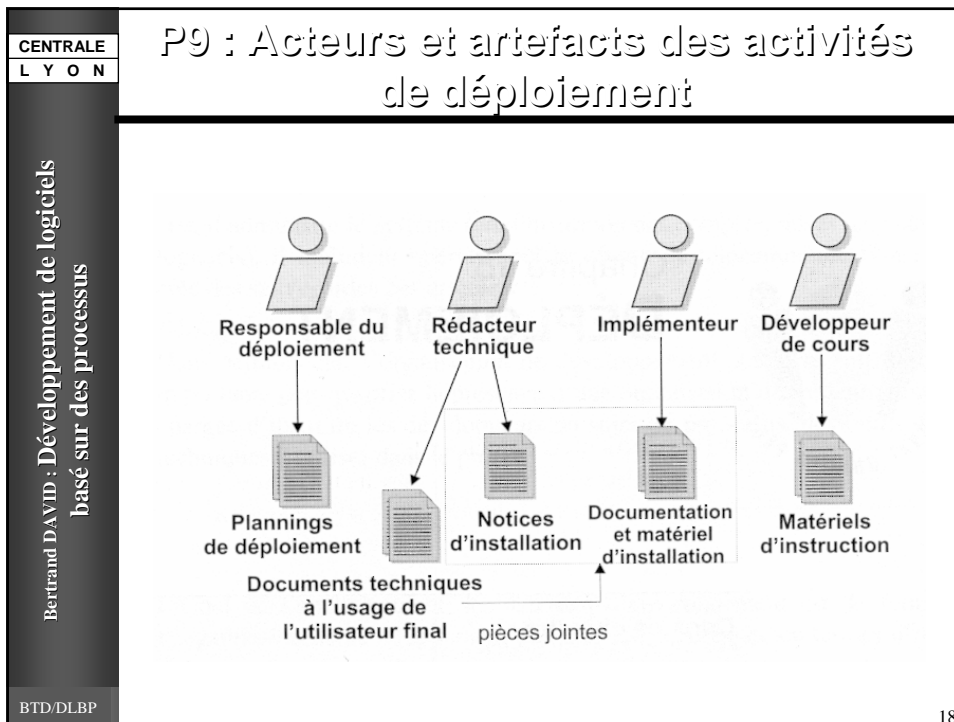 CENTRALE
L Y O N
P9 : Acteurs et artefacts des activités
de déploiement
Bertrand DAVID : Développement de logiciels
basé sur des processus
Responsable du
déploiement
Rédacteur
technique
Implémenteur
Développeur
de cours
Plannings
de déploiement
Documents techniques
à l'usage de
l'utilisateur final
Notices
d'installation
Documentation
et matériel
d'installation
Matériels
d'instruction
pièces jointes
BTD/DLBP
18